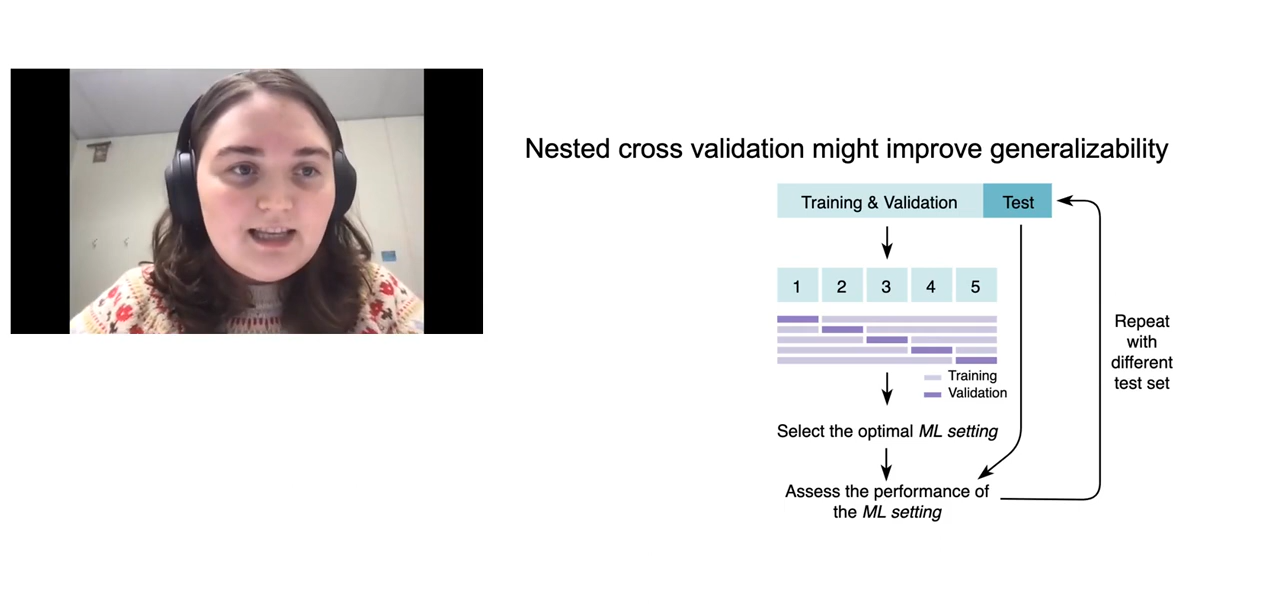 Nested cross validation might improve generalizability
Training & Validation
Test
1 2 3 4 5
Training
Validation
Select the optimal ML setting
Assess the performance of
the ML setting
Repeat
with
different
test set